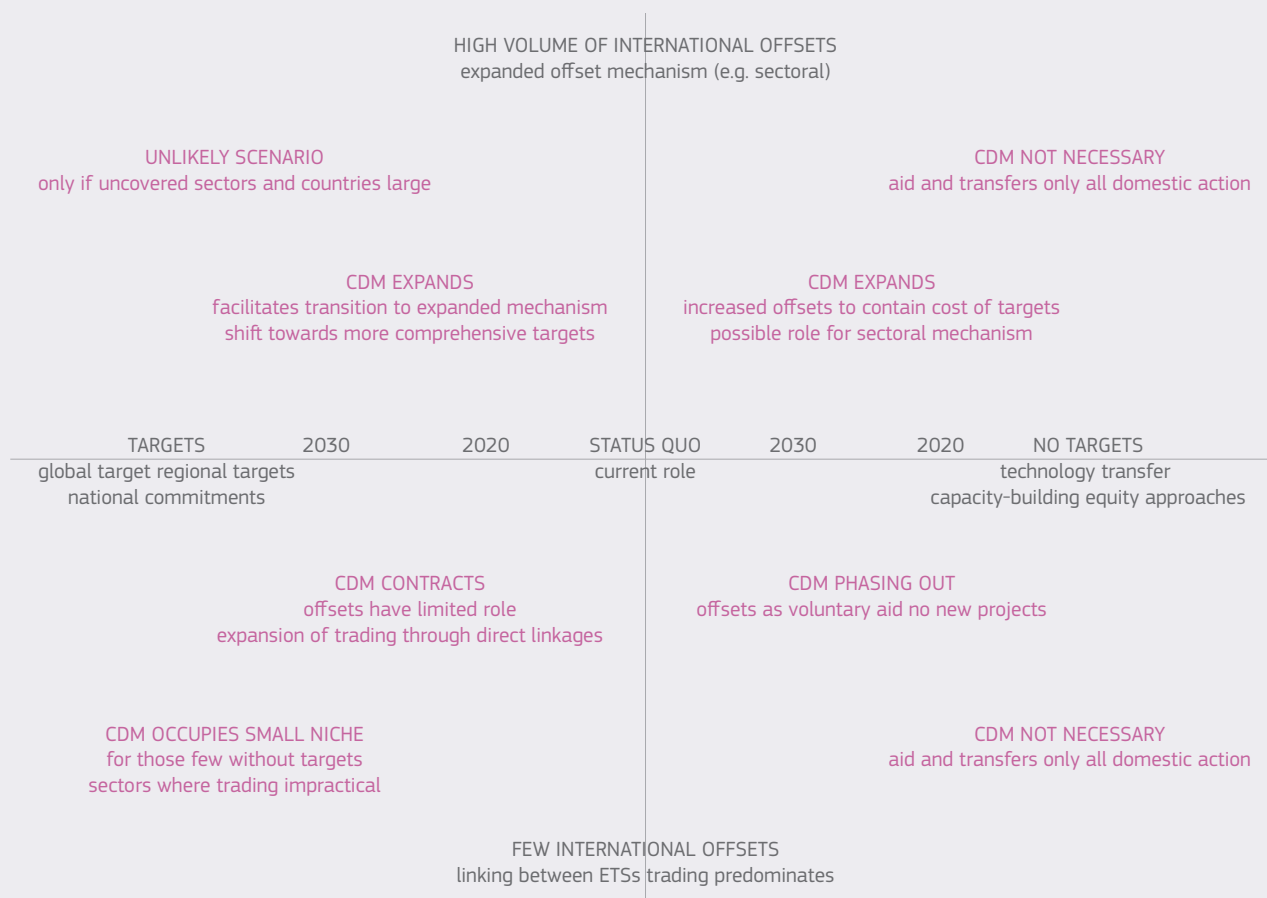 HIGH VOLUME OF INTERNATIONAL OFFSETS
expanded offset mechanism (e.g. sectoral)
UNLIKELY SCENARIO
only if uncovered sectors and countries large
CDM NOT NECESSARY
aid and transfers only all domestic action
CDM EXPANDS
facilitates transition to expanded mechanism
shift towards more comprehensive targets
CDM EXPANDS
increased offsets to contain cost of targets
possible role for sectoral mechanism
TARGETS
global target regional targets
national commitments
2030
2020
STATUS QUO
current role
2030
2020
NO TARGETS
technology transfer
capacity-building equity approaches
CDM CONTRACTS
offsets have limited role
expansion of trading through direct linkages
CDM PHASING OUT
offsets as voluntary aid no new projects
CDM OCCUPIES SMALL NICHE
for those few without targets
sectors where trading impractical
CDM NOT NECESSARY
aid and transfers only all domestic action
FEW INTERNATIONAL OFFSETS
linking between ETSs trading predominates